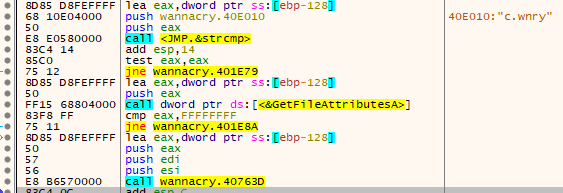 8D85 D8FEFFFF lea eax,dword ptr ss:[ebp-128]
68 10E04000 push wannacry.40E010 40E010:"c.wnry"
50 push eax
E8 E0580000 call <JMP.&strcmp>
83C4 14 add esp,14
85C0 test eax,eax
75 12 jne wannacry.401E79
8D85 D8FEFFFF lea eax,dword ptr ss:[ebp-128]
50 push eax
FF15 68804000 call dword ptr ds:[<&GetFileAttributesA>]
83F8 FF cmp eax,FFFFFFFF
75 11 jne wannacry.401E8A
8D85 D8FEFFFF lea eax,dword ptr ss:[ebp-128]
50 push eax
57 push edi
56 push esi
E8 B6570000 call wannacry.40763D
83C4 0C add esp,C